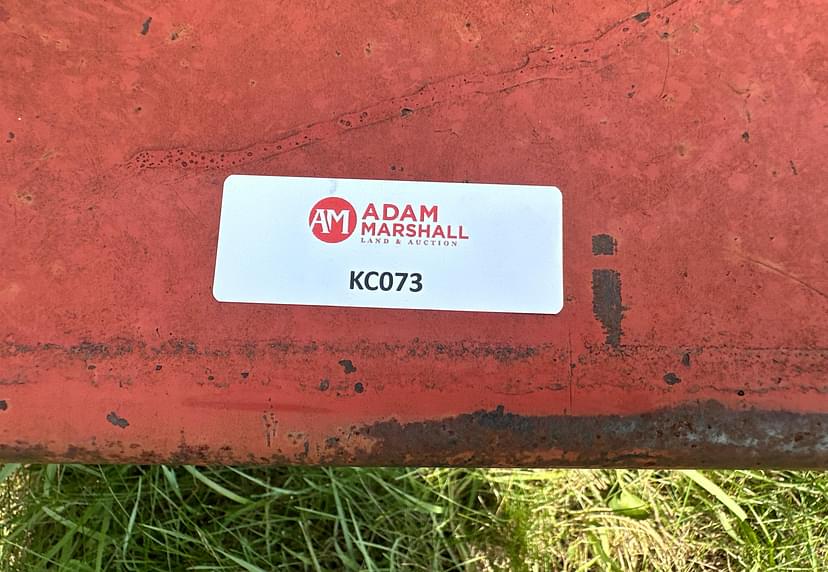 AM
ADAM
MARSHALL
LAND & AUCTION
KC073